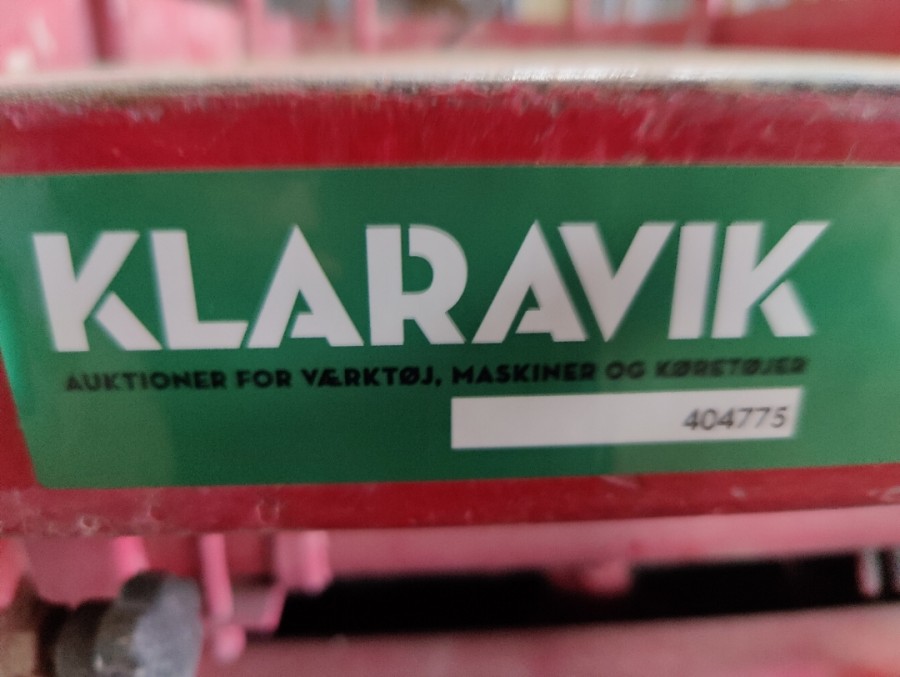 KLARAVIK
AUKTIONER FOR VÆRKTØJ, MASKINER OG KØRETØJER
404775